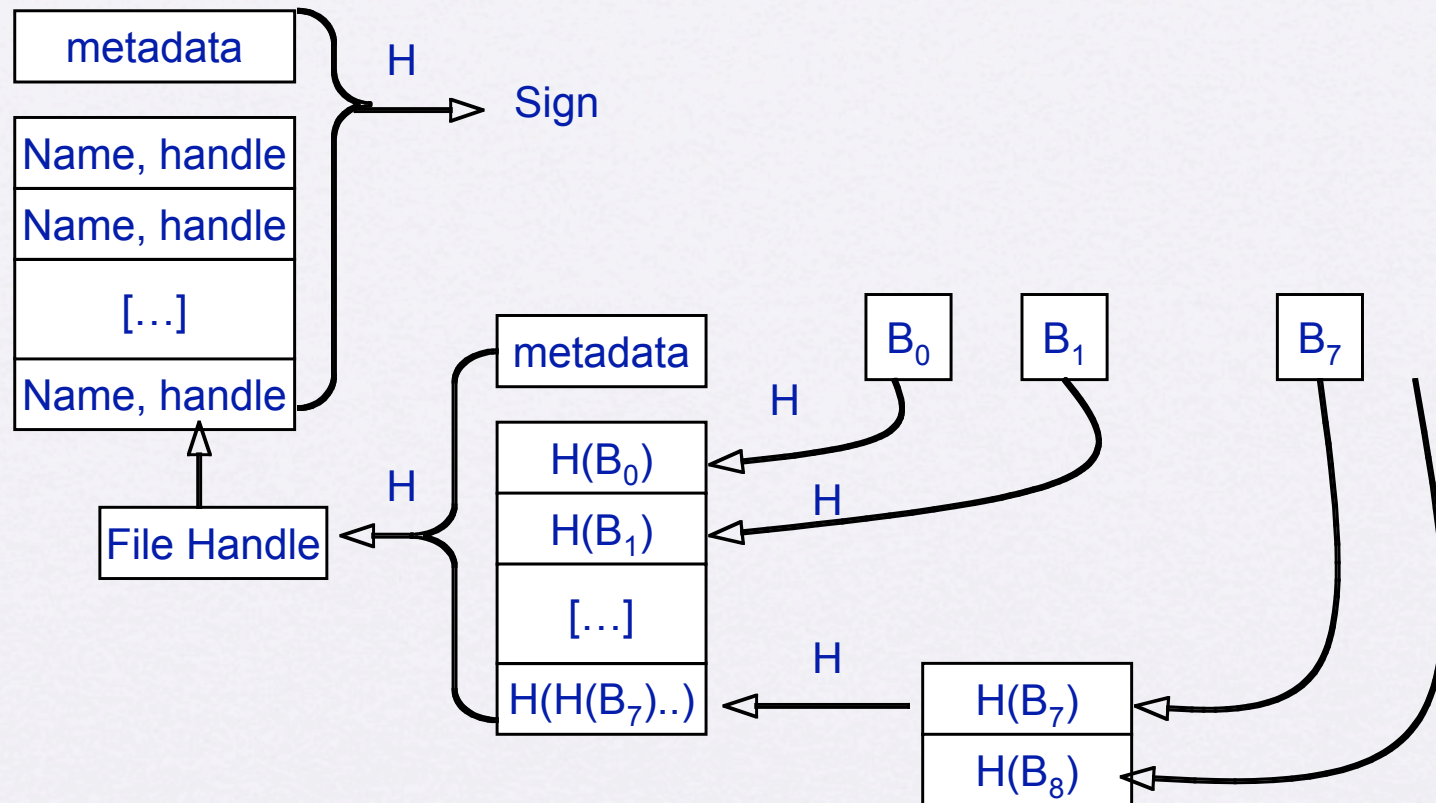 metadata
H
Sign
Name, handle
Name, handle
[…]
Name, handle
File Handle
H
metadata
H(B₀)
H(B₁)
[…]
H(H(B₇)..)
B₀
B₁
B₇
H
H
H
H(B₇)
H(B₈)